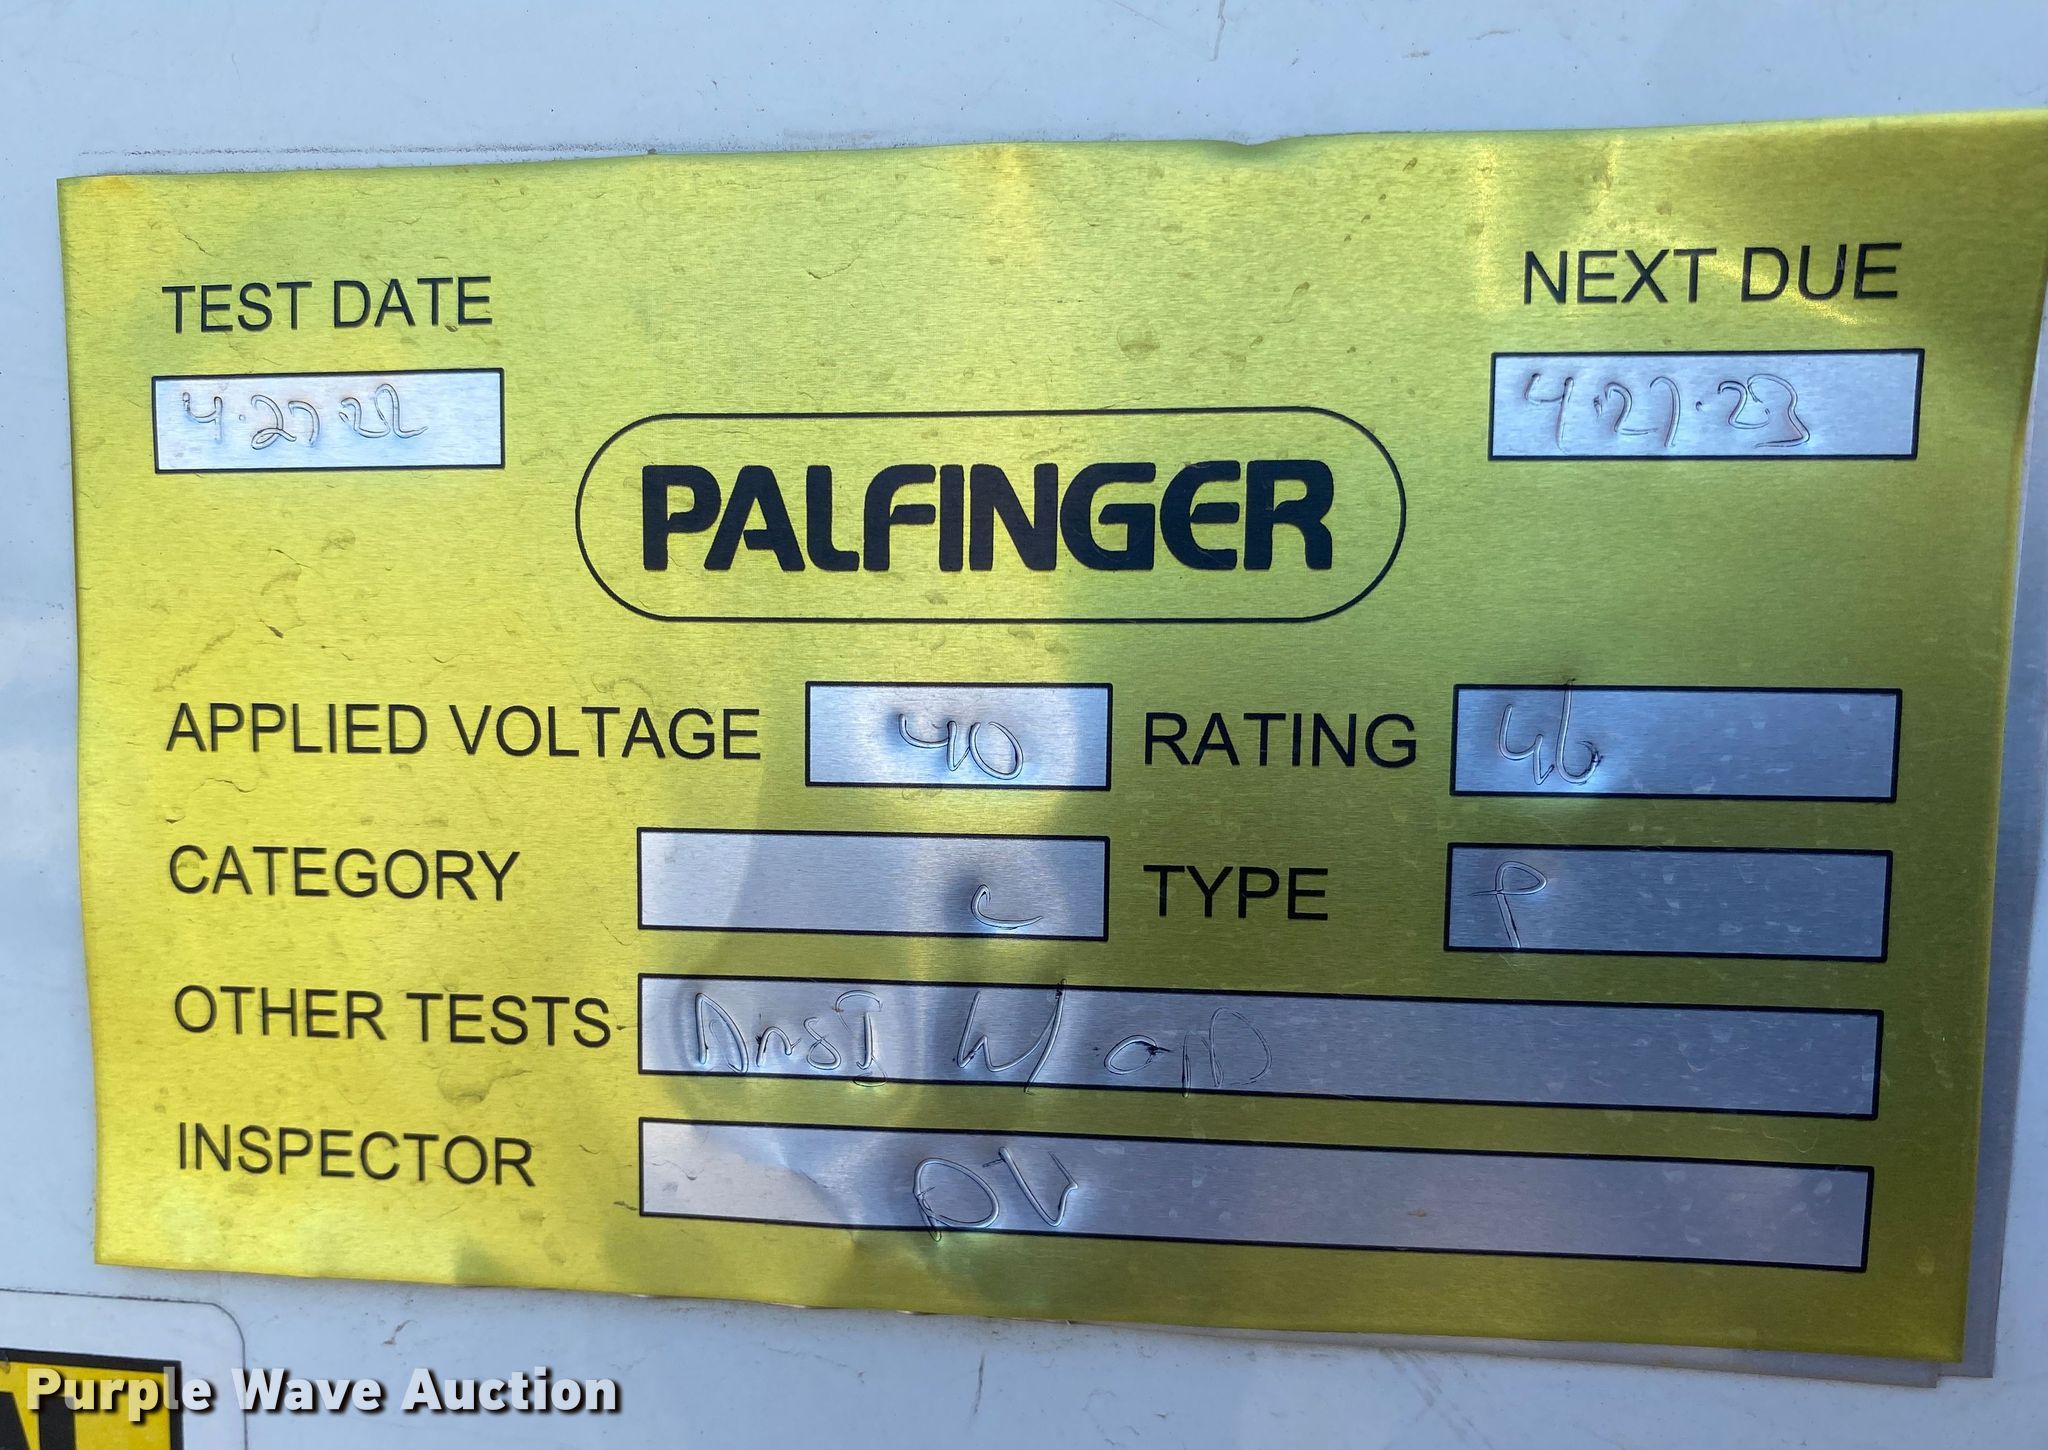 TEST DATE NEXT DUE
4·27·22 4·27·23
PALFINGER
APPLIED VOLTAGE 40 RATING 46
CATEGORY C TYPE P
OTHER TESTS
INSPECTOR
Purple Wave Auction